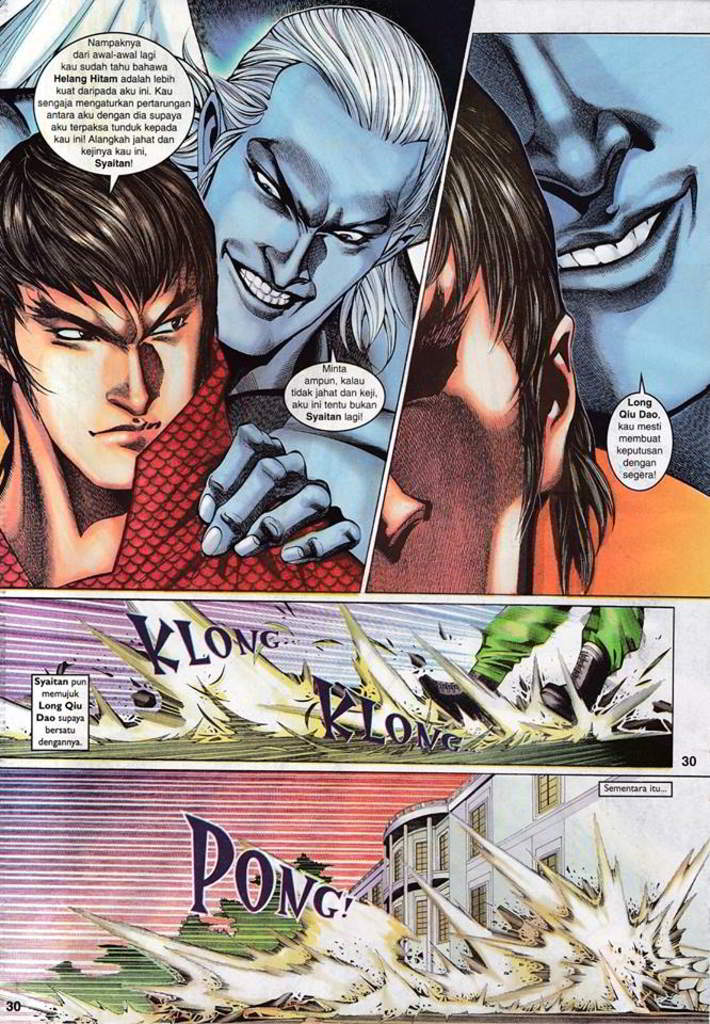 Nampaknya
dari awal-awal lagi
kau sudah tahu bahawa
Helang Hitam adalah lebih
kuat daripada aku ini. Kau
sengaja mengaturkan pertarungan
antara aku dengan dia supaya
aku terpaksa tunduk kepada
kau ini! Alangkah jahat dan
kejinya kau ini,
Syaitan!
Minta
ampun, kalau
tidak jahat dan keji,
aku ini tentu bukan
Syaitan lagi!
Long
Qiu Dao,
kau mesti
membuat
keputusan
dengan
segera!
KLONG
KLONG
Syaitan pun
memujuk
Long Qiu
Dao supaya
bersatu
dengannya.
30
Sementara itu...
PONG!
30